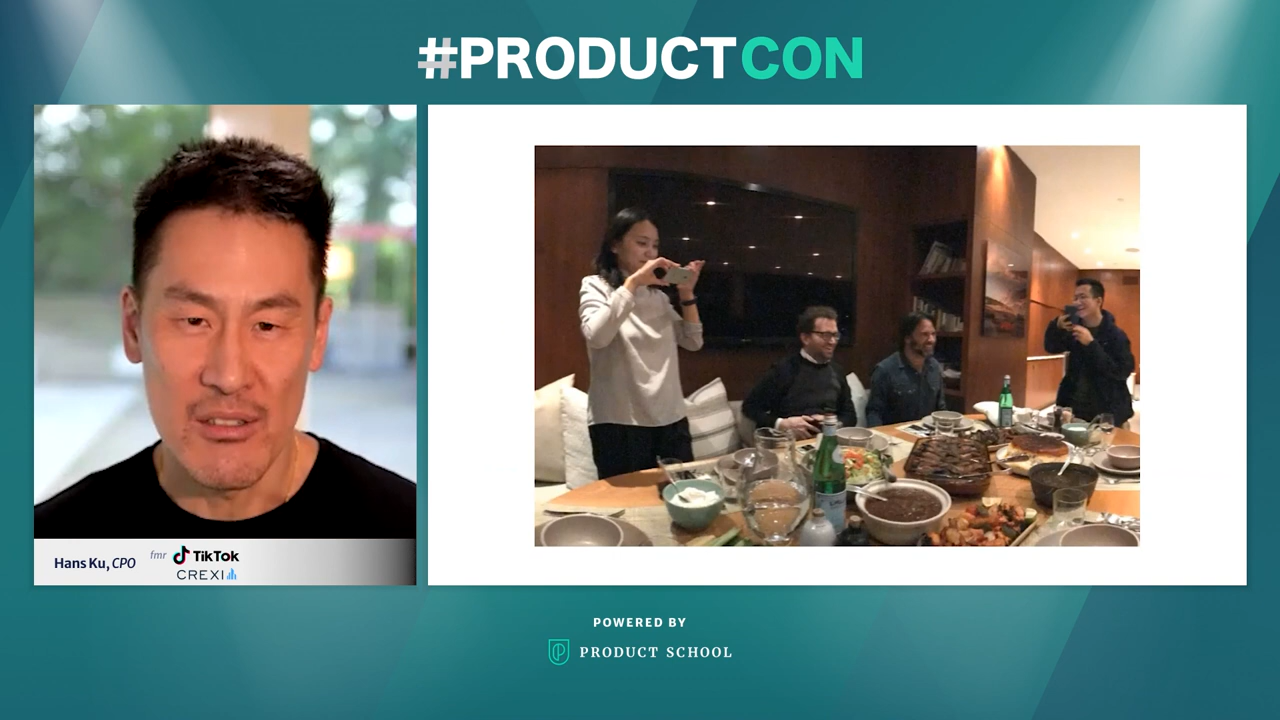 #PRODUCTCON
Hans Ku, CPO
fmr TikTok
CREXI
POWERED BY
PRODUCT SCHOOL